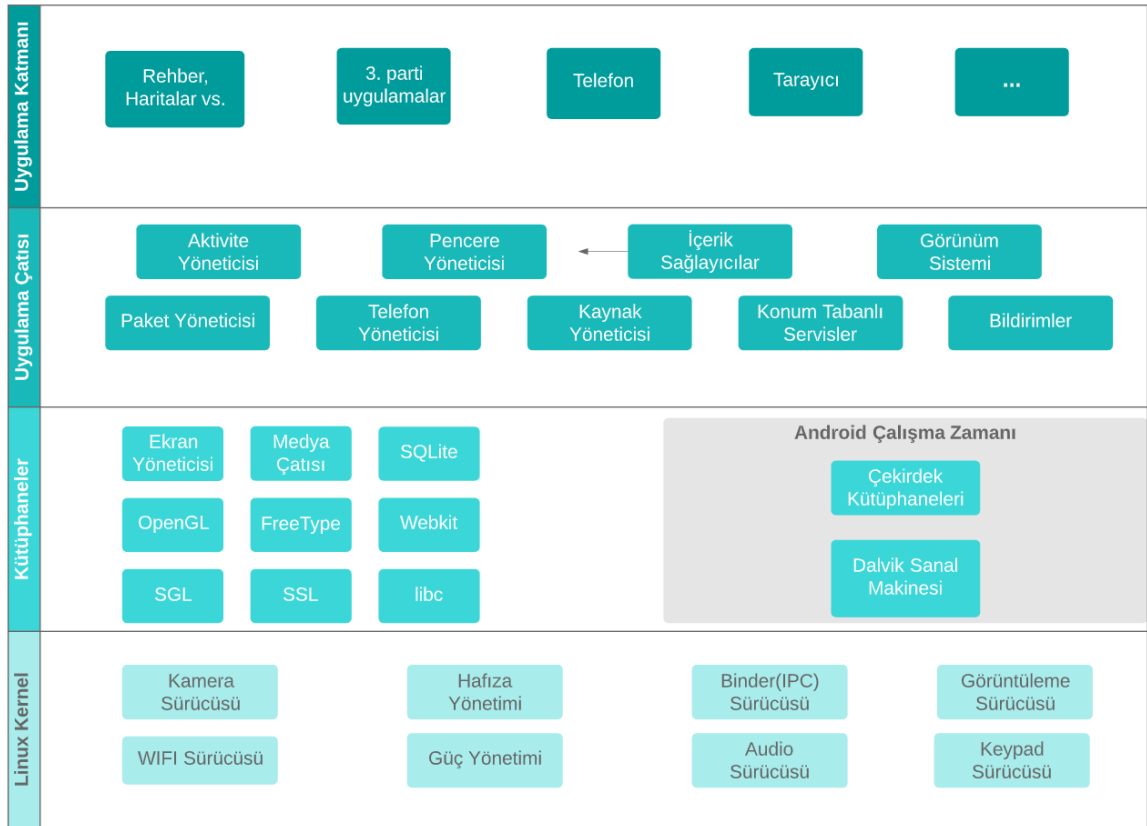 Uygulama Katmanı
Rehber,
Haritalar vs.
3. parti
uygulamalar
Telefon
Tarayıcı
...
Uygulama Çatısı
Aktivite
Yöneticisi
Pencere
Yöneticisi
İçerik
Sağlayıcılar
Görünüm
Sistemi
Paket Yöneticisi
Telefon
Yöneticisi
Kaynak
Yöneticisi
Konum Tabanlı
Servisler
Bildirimler
Kütüphaneler
Ekran
Yöneticisi
Medya
Çatısı
SQLite
OpenGL
FreeType
Webkit
SGL
SSL
libc
Android Çalışma Zamanı
Çekirdek
Kütüphaneleri
Dalvik Sanal
Makinesi
Linux Kernel
Kamera
Sürücüsü
Hafıza
Yönetimi
Binder(IPC)
Sürücüsü
Görüntüleme
Sürücüsü
WIFI Sürücüsü
Güç Yönetimi
Audio
Sürücüsü
Keypad
Sürücüsü